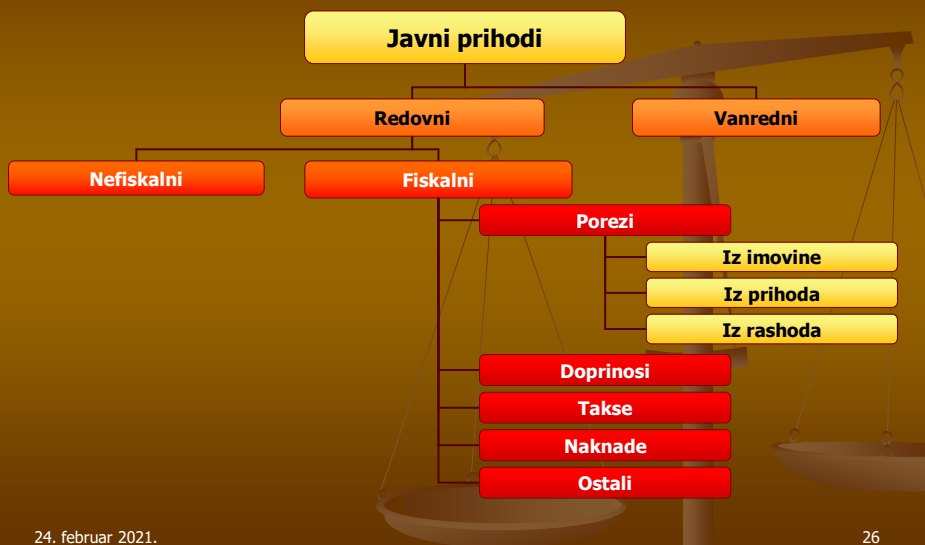 Javni prihodi
Redovni
Vanredni
Nefiskalni
Fiskalni
Porezi
Iz imovine
Iz prihoda
Iz rashoda
Doprinosi
Takse
Naknade
Ostali
24. februar 2021.
26